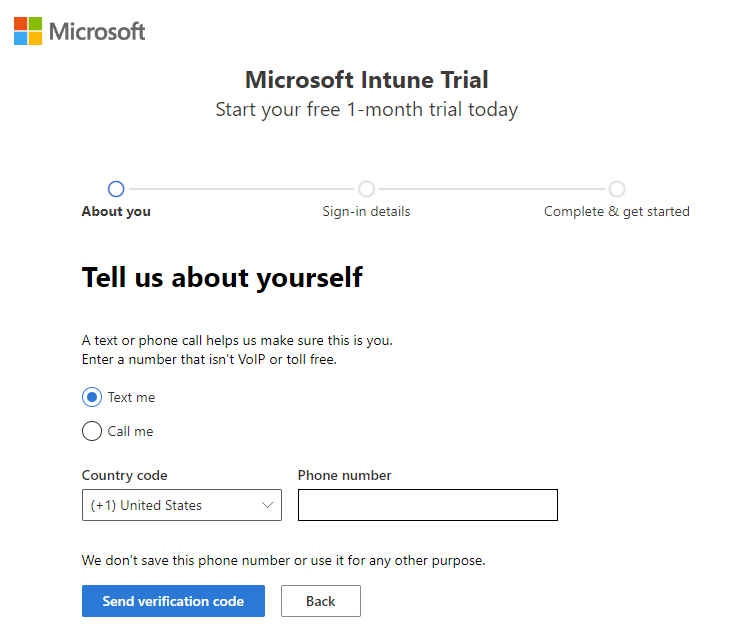 Microsoft
Microsoft Intune Trial
Start your free 1-month trial today
About you
Sign-in details
Complete & get started
Tell us about yourself
A text or phone call helps us make sure this is you.
Enter a number that isn't VoIP or toll free.
Text me
Call me
Country code
Phone number
(+1) United States
We don't save this phone number or use it for any other purpose.
Send verification code
Back